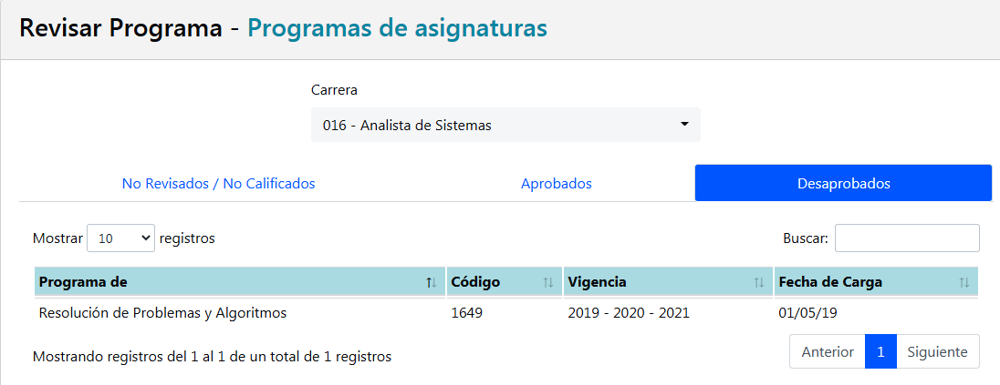 Revisar Programa - Programas de asignaturas
Carrera
016 - Analista de Sistemas
No Revisados / No Calificados Aprobados Desaprobados
Mostrar 10 registros Buscar:
Programa de Código Vigencia Fecha de Carga
Resolución de Problemas y Algoritmos 1649 2019 - 2020 - 2021 01/05/19
Mostrando registros del 1 al 1 de un total de 1 registros Anterior 1 Siguiente